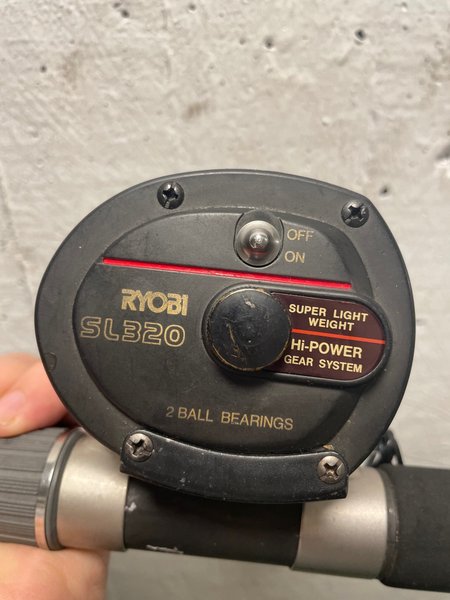 OFF
ON
RYOBI
SL320
SUPER LIGHT
WEIGHT
Hi-POWER
GEAR SYSTEM
2 BALL BEARINGS